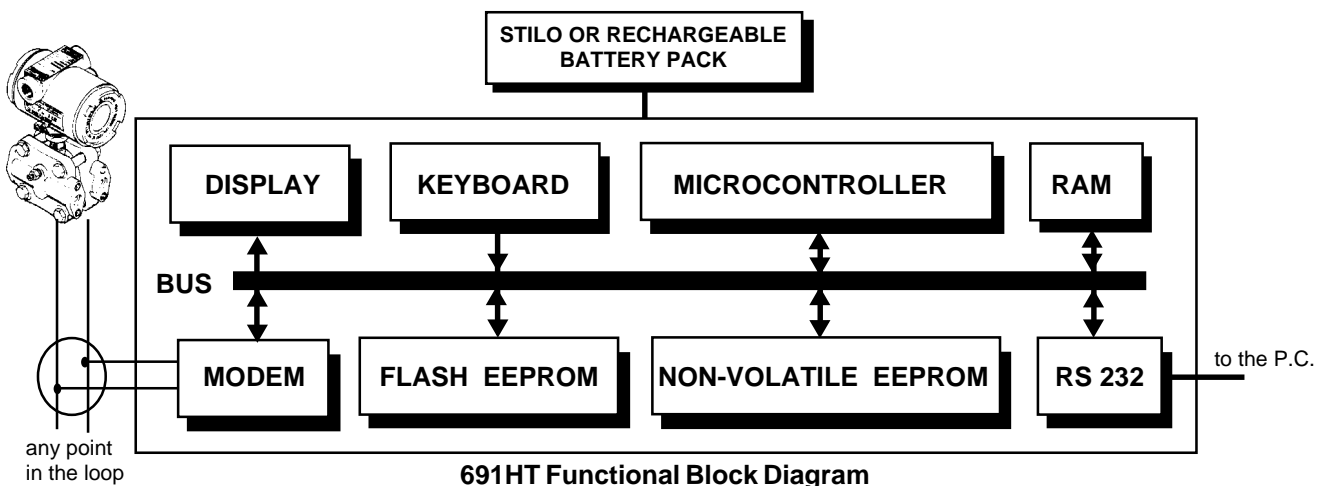 STILO OR RECHARGEABLE
BATTERY PACK
DISPLAY
KEYBOARD
MICROCONTROLLER
RAM
BUS
MODEM
FLASH EEPROM
NON-VOLATILE EEPROM
RS 232
to the P.C.
any point
in the loop
691HT Functional Block Diagram